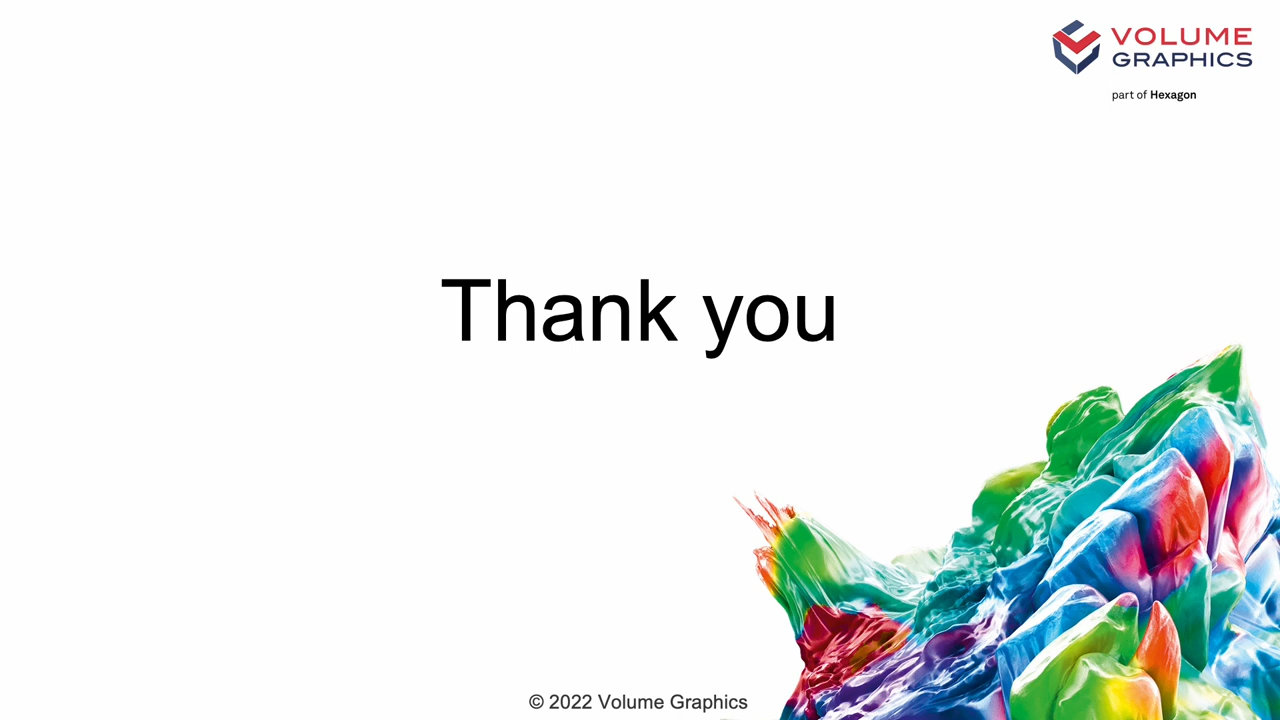 VOLUME
GRAPHICS
part of Hexagon
Thank you
© 2022 Volume Graphics